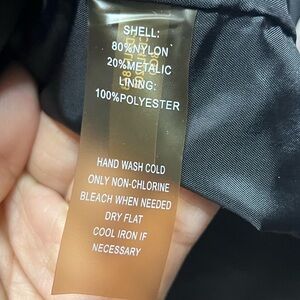 SHELL:
80%NYLON
20%METALIC
LINING:
100%POLYESTER
HAND WASH COLD
ONLY NON-CHLORINE
BLEACH WHEN NEEDED
DRY FLAT
COOL IRON IF
NECESSARY